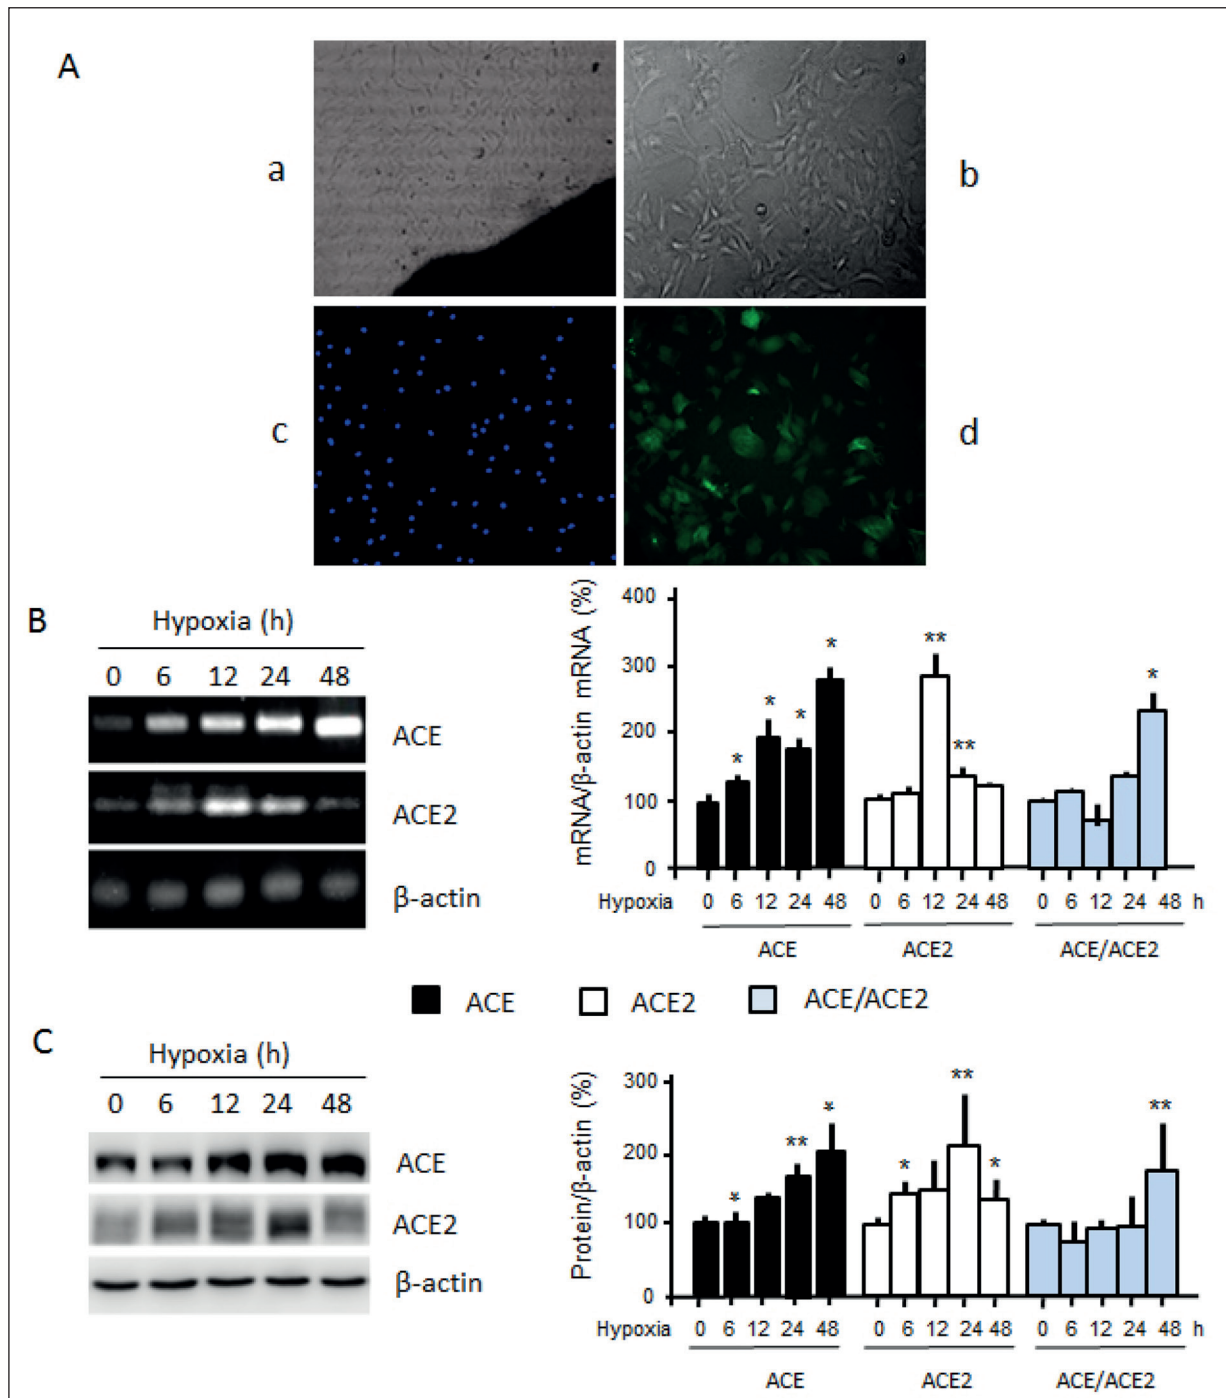 A
a
b
c
d
B
Hypoxia (h)
0 6 12 24 48
ACE
ACE2
β-actin
mRNA/β-actin mRNA (%)
400
300
200
100
0
* * * *
** **
*
Hypoxia 0 6 12 24 48 0 6 12 24 48 0 6 12 24 48 h
ACE ACE2 ACE/ACE2
ACE ACE2 ACE/ACE2
C
Hypoxia (h)
0 6 12 24 48
ACE
ACE2
β-actin
Protein/β-actin (%)
300
200
100
0
* ** *
* ** *
**
Hypoxia 0 6 12 24 48 0 6 12 24 48 0 6 12 24 48 h
ACE ACE2 ACE/ACE2